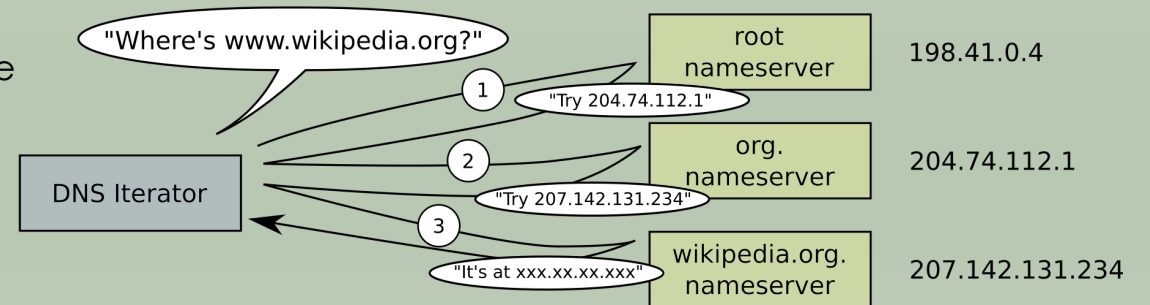 "Where's www.wikipedia.org?"
e
root
nameserver
198.41.0.4
1
"Try 204.74.112.1"
org.
nameserver
204.74.112.1
2
DNS Iterator
"Try 207.142.131.234"
3
wikipedia.org.
nameserver
207.142.131.234
"It's at xxx.xx.xx.xxx"